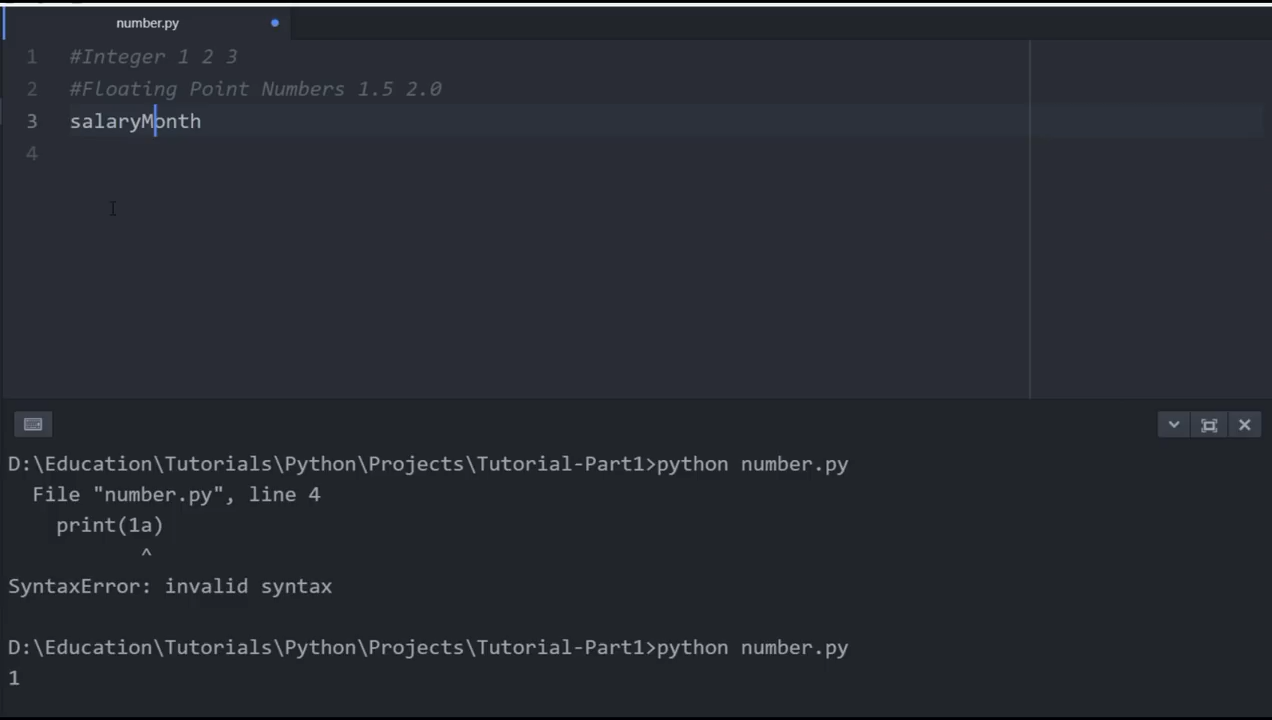 number.py
1 #Integer 1 2 3
2 #Floating Point Numbers 1.5 2.0
3 salaryMonth
4
D:\Education\Tutorials\Python\Projects\Tutorial-Part1>python number.py
File "number.py", line 4
print(1a)
^
SyntaxError: invalid syntax
D:\Education\Tutorials\Python\Projects\Tutorial-Part1>python number.py
1